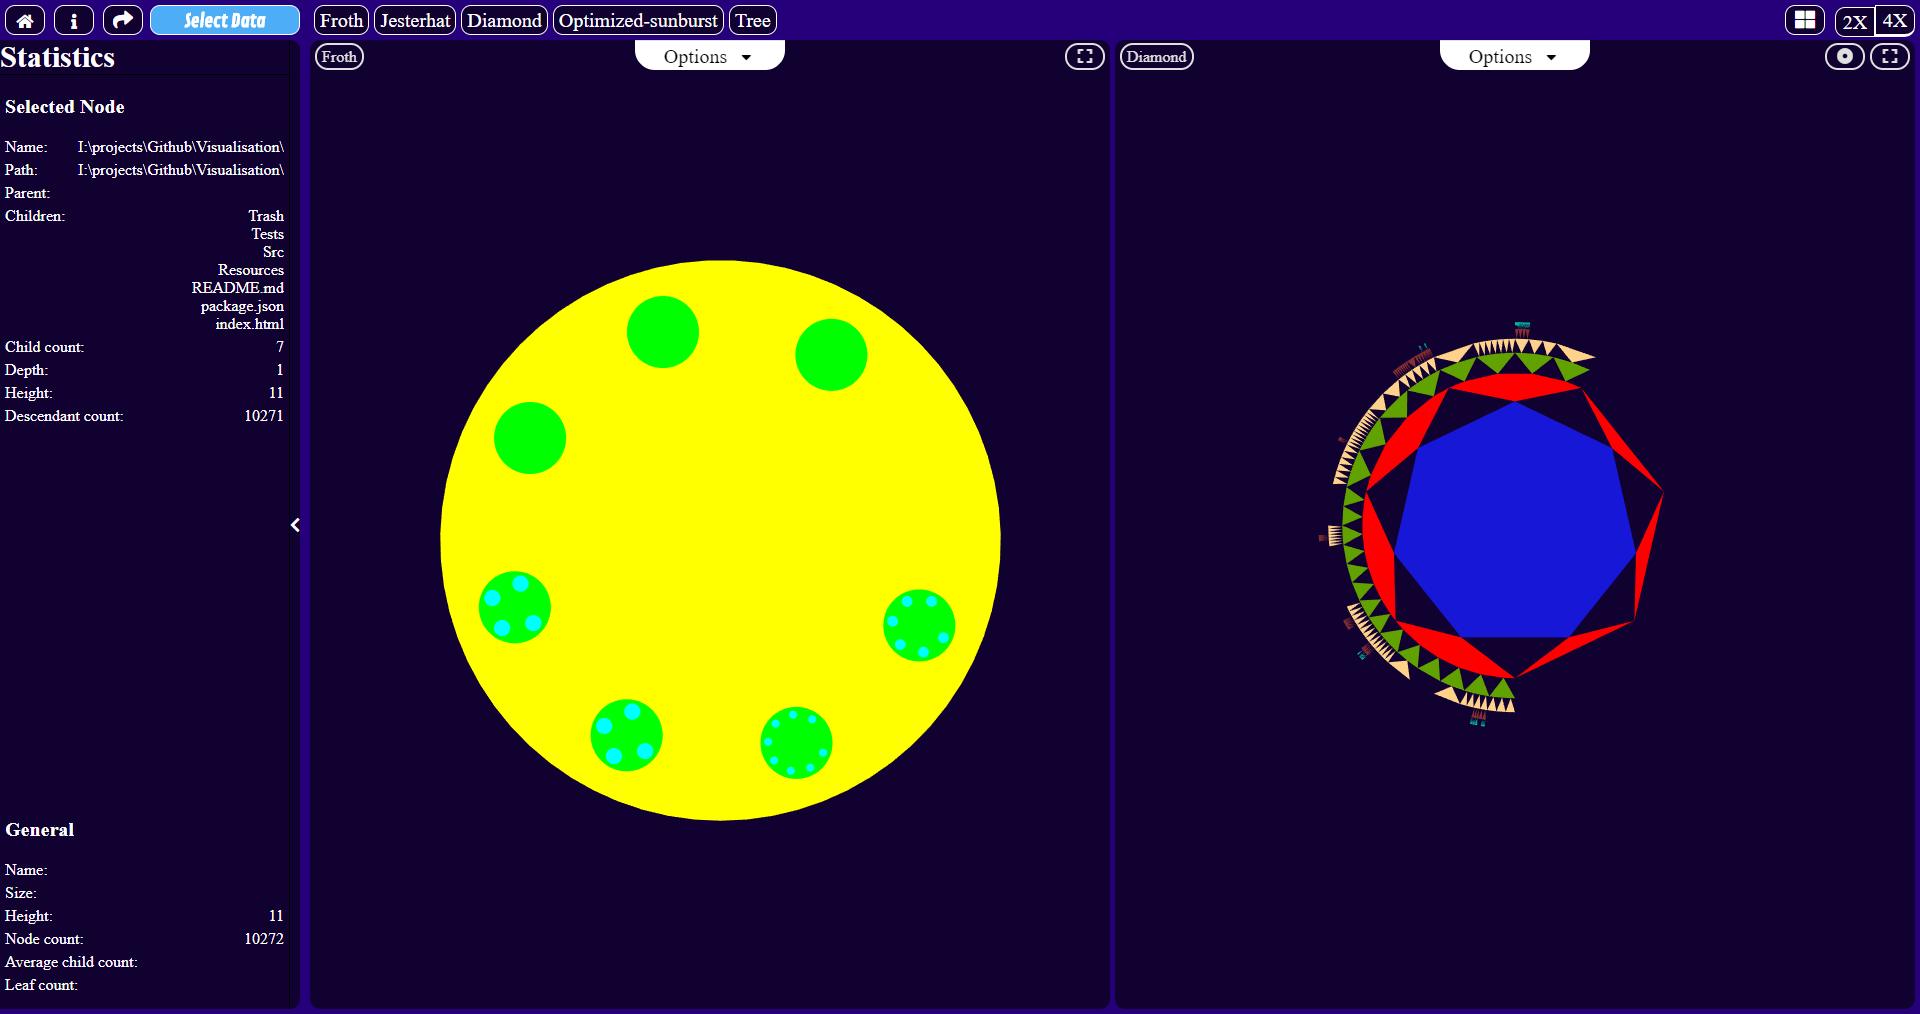 Select Data
Froth
Jesterhat
Diamond
Optimized-sunburst
Tree
2X
4X
Statistics
Selected Node
Name: I:\projects\Github\Visualisation\
Path: I:\projects\Github\Visualisation\
Parent:
Children: Trash
Tests
Src
Resources
README.md
package.json
index.html
Child count: 7
Depth: 1
Height: 11
Descendant count: 10271
General
Name:
Size:
Height: 11
Node count: 10272
Average child count:
Leaf count:
Froth
Options
Diamond
Options